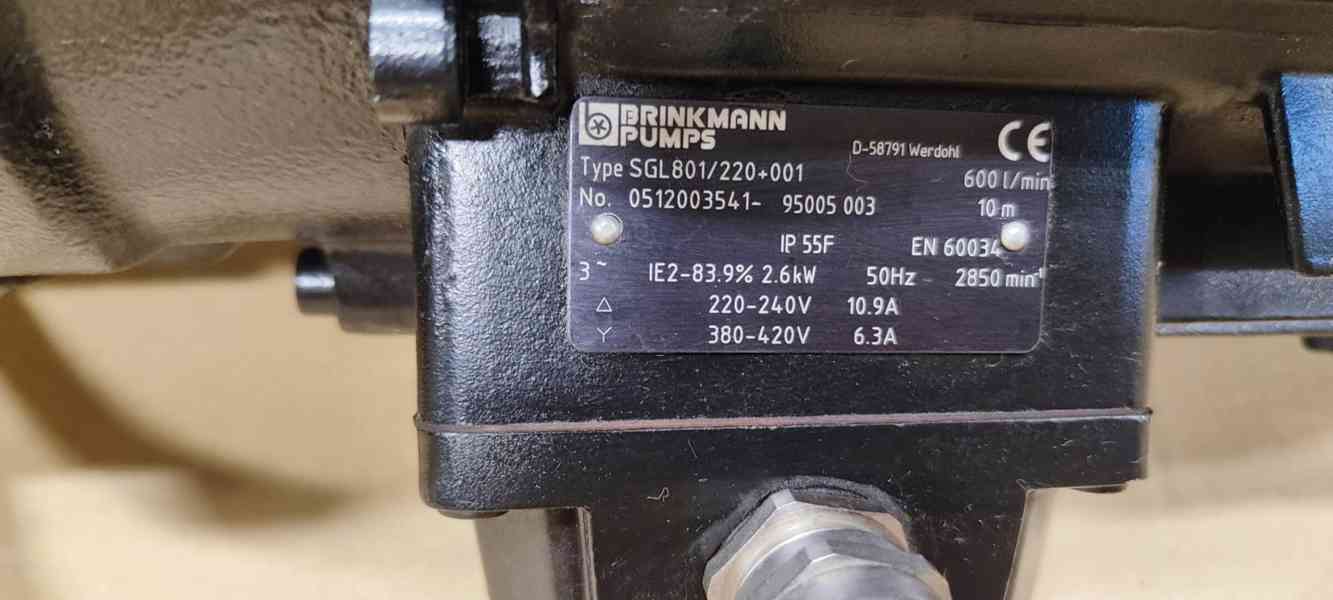 BRINKMANN
PUMPS
D-58791 Werdohl
CE
Type SGL801/220+001
600 l/min
No. 0512003541- 95005 003
10 m
IP 55F
EN 60034
3~ IE2-83.9% 2.6kW 50Hz 2850 min-¹
△ 220-240V 10.9A
Y 380-420V 6.3A